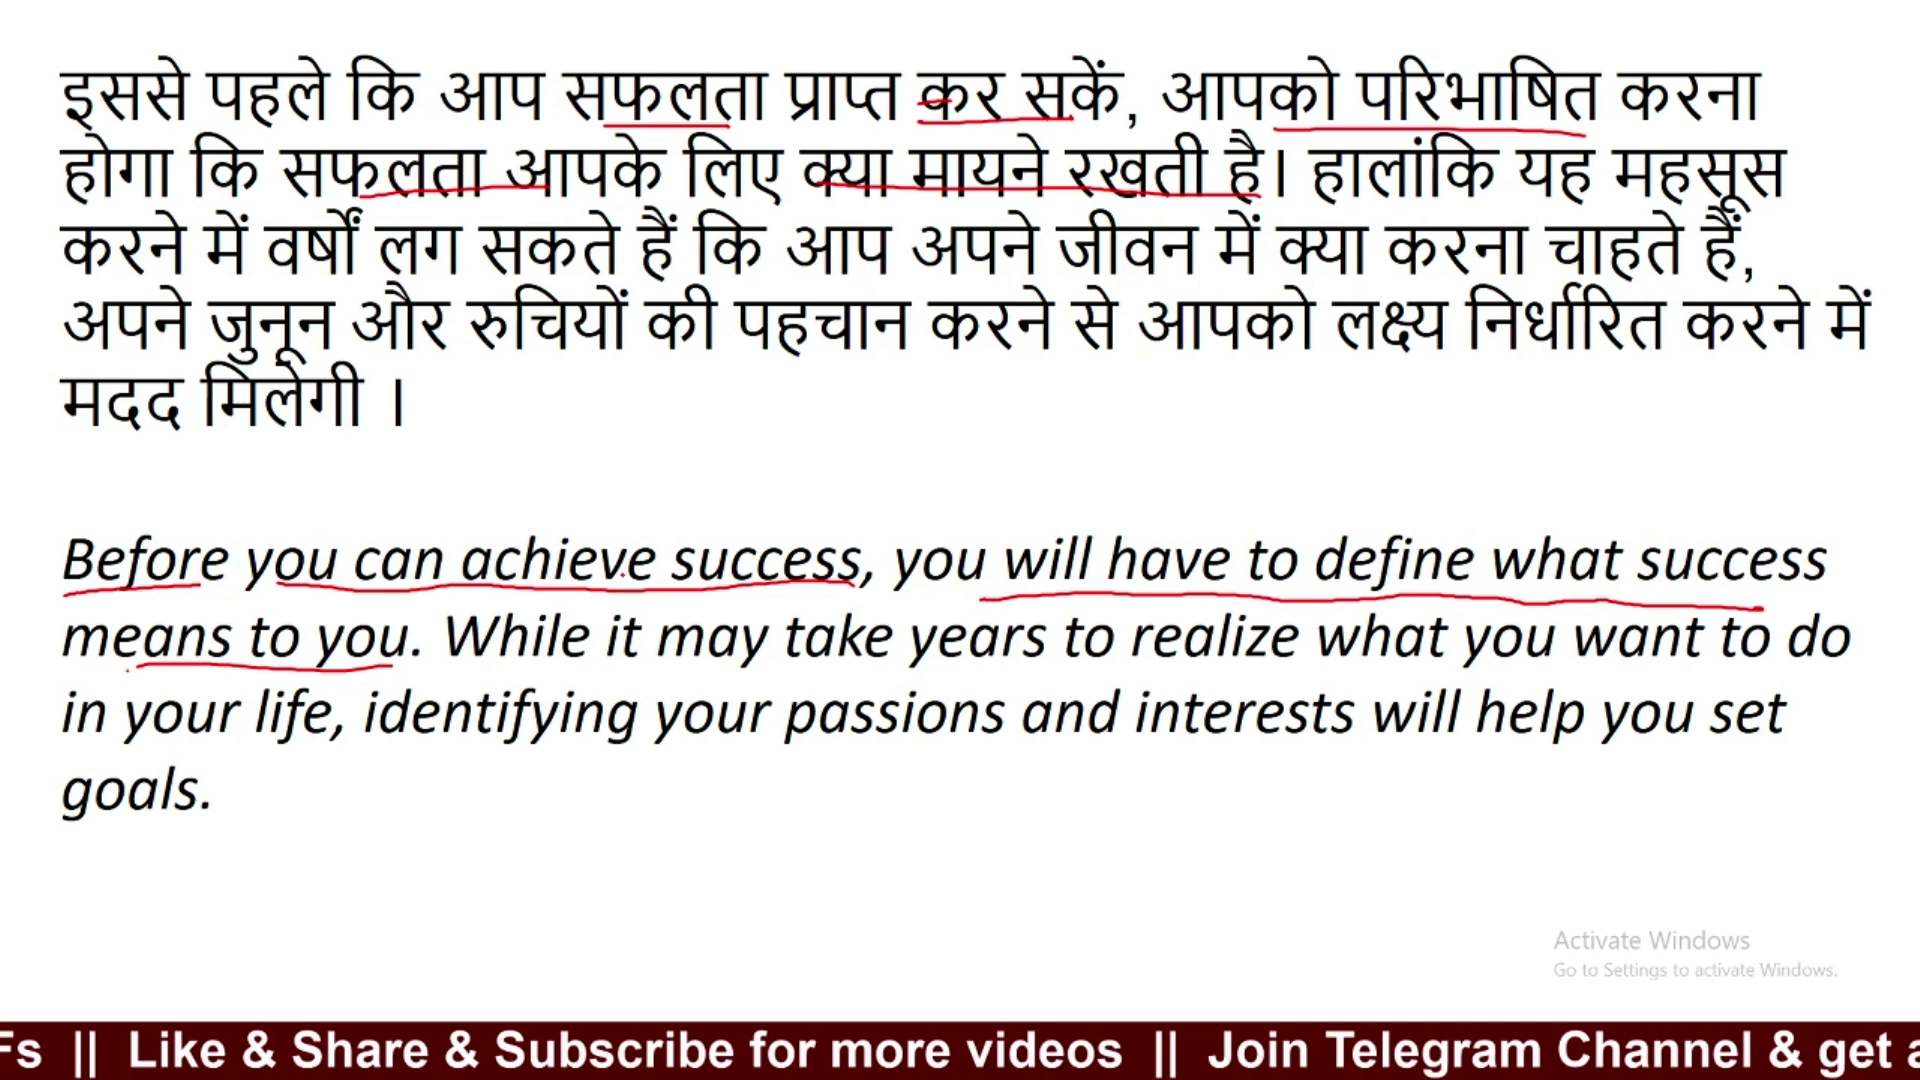 इससे पहले कि आप सफलता प्राप्त कर सकें, आपको परिभाषित करना
होगा कि सफलता आपके लिए क्या मायने रखती है। हालांकि यह महसूस
करने में वर्षों लग सकते हैं कि आप अपने जीवन में क्या करना चाहते हैं,
अपने जुनून और रुचियों की पहचान करने से आपको लक्ष्य निर्धारित करने में
मदद मिलेगी ।
Before you can achieve success, you will have to define what success
means to you. While it may take years to realize what you want to do
in your life, identifying your passions and interests will help you set
goals.
Activate Windows
Go to Settings to activate Windows.
Fs || Like & Share & Subscribe for more videos || Join Telegram Channel & get a